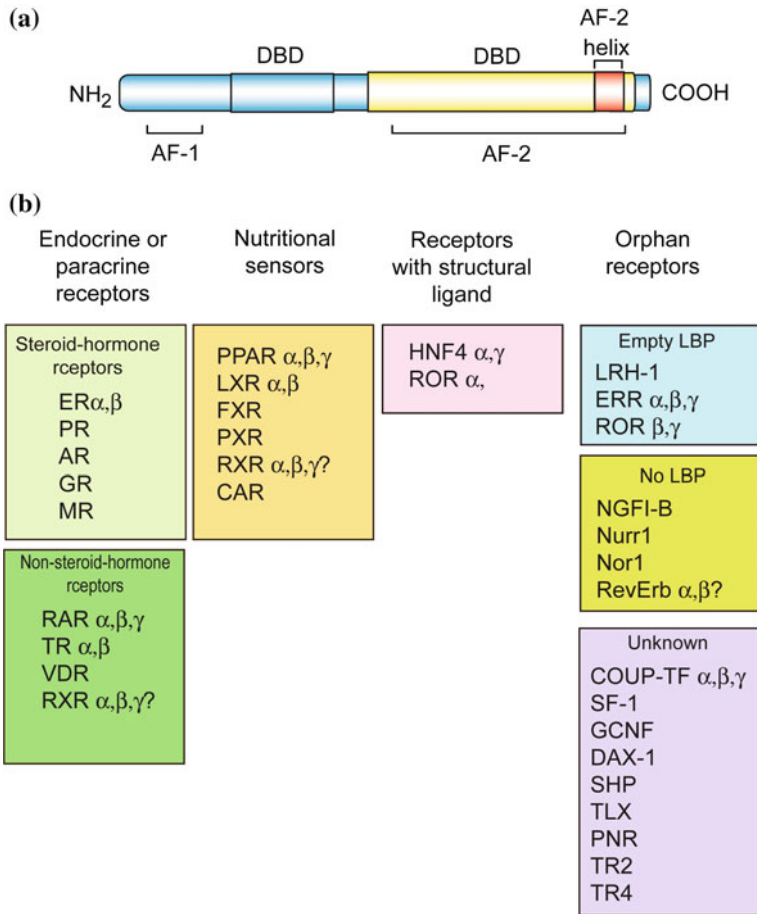 (a)
AF-2
helix
DBD
DBD
NH2
COOH
AF-1
AF-2
(b)
Endocrine or
paracrine
receptors
Nutritional
sensors
Receptors
with structural
ligand
Orphan
receptors
Steroid-hormone
rceptors
ERα,β
PR
AR
GR
MR
Non-steroid-hormone
rceptors
RAR α,β,γ
TR α,β
VDR
RXR α,β,γ?
PPAR α,β,γ
LXR α,β
FXR
PXR
RXR α,β,γ?
CAR
HNF4 α,γ
ROR α,
Empty LBP
LRH-1
ERR α,β,γ
ROR β,γ
No LBP
NGFI-B
Nurr1
Nor1
RevErb α,β?
Unknown
COUP-TF α,β,γ
SF-1
GCNF
DAX-1
SHP
TLX
PNR
TR2
TR4